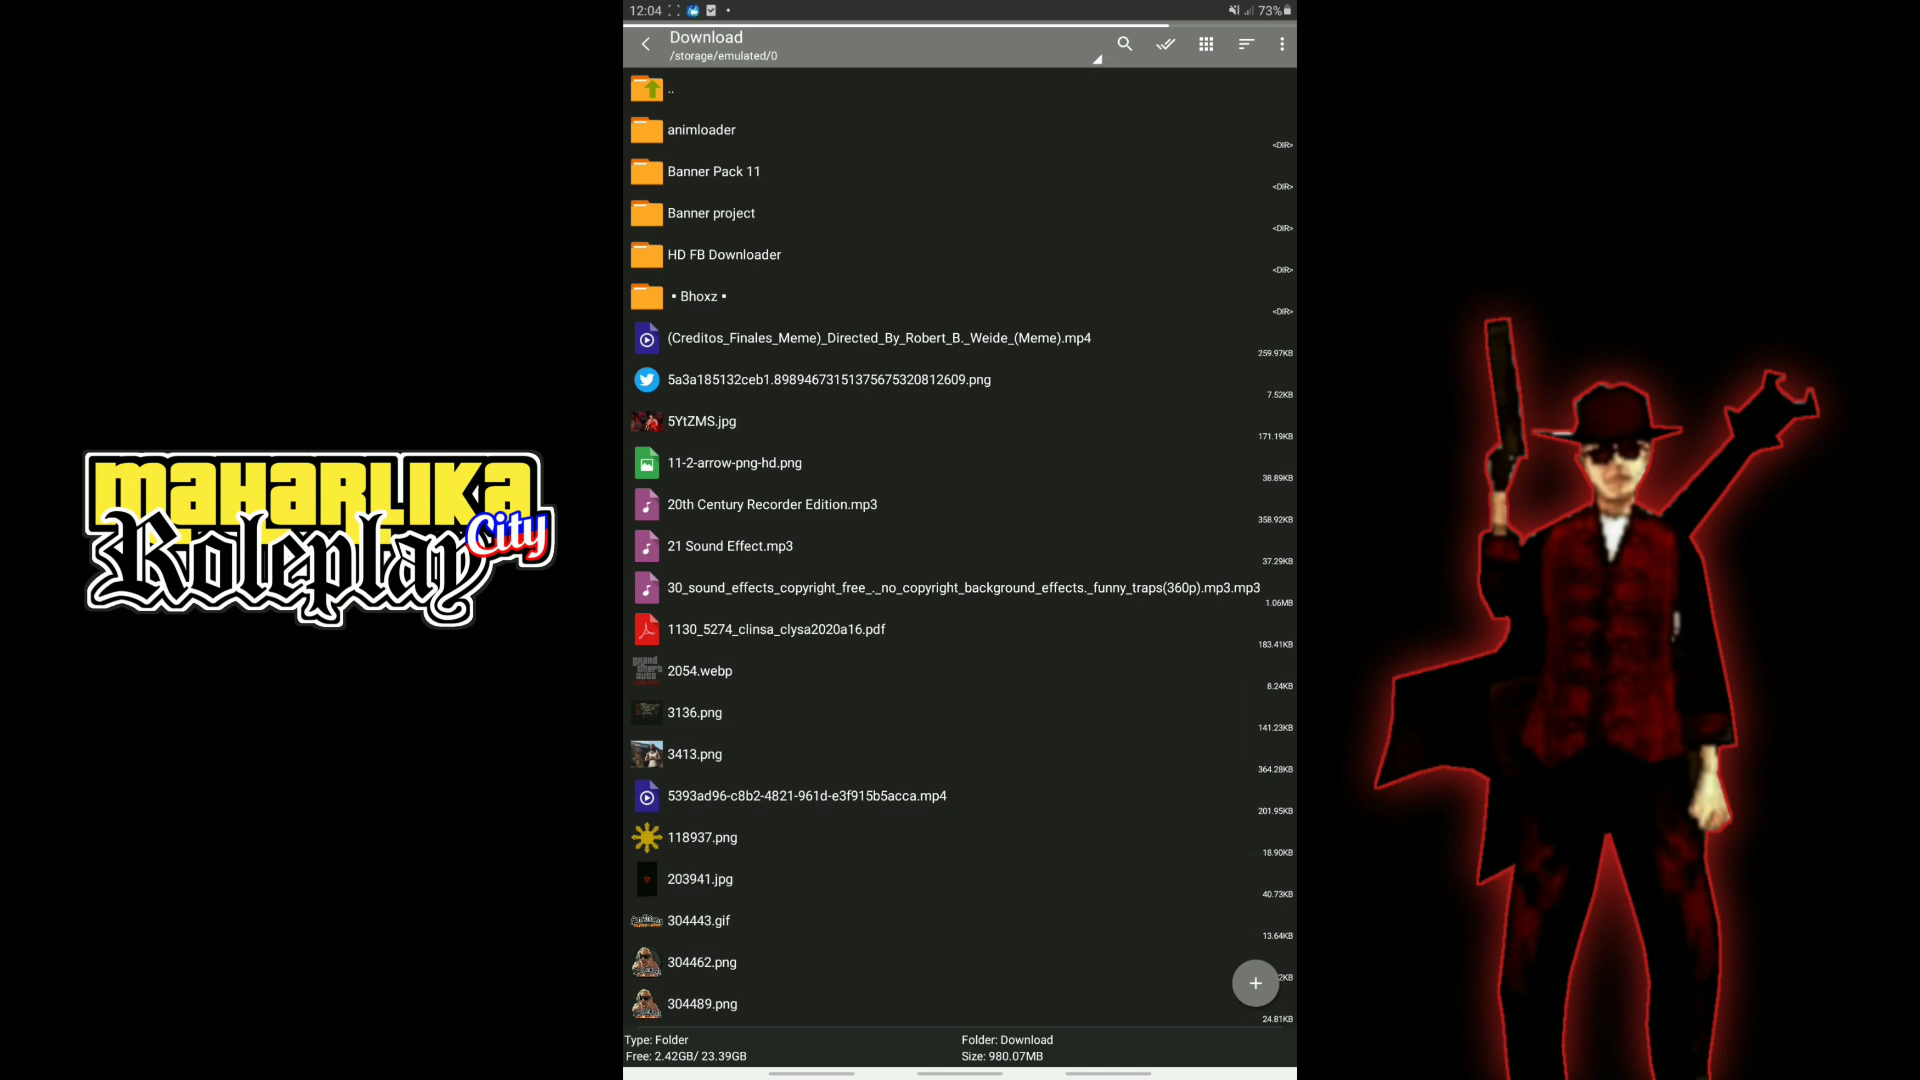 MAHARLIKA
Roleplay
City
12:04
73%
Download
/storage/emulated/0
..
animloader
<DIR>
Banner Pack 11
<DIR>
Banner project
<DIR>
HD FB Downloader
<DIR>
▪ Bhoxz ▪
<DIR>
(Creditos_Finales_Meme)_Directed_By_Robert_B._Weide_(Meme).mp4
259.97KB
5a3a185132ceb1.89894673151375675320812609.png
7.52KB
5YtZMS.jpg
171.19KB
11-2-arrow-png-hd.png
38.89KB
20th Century Recorder Edition.mp3
358.92KB
21 Sound Effect.mp3
37.29KB
30_sound_effects_copyright_free_._no_copyright_background_effects._funny_traps(360p).mp3.mp3
1.06MB
1130_5274_clinsa_clysa2020a16.pdf
183.41KB
grand
theft
auto
2054.webp
8.24KB
3136.png
141.23KB
3413.png
364.28KB
5393ad96-c8b2-4821-961d-e3f915b5acca.mp4
201.95KB
118937.png
18.90KB
203941.jpg
40.73KB
304443.gif
13.64KB
304462.png
2KB
304489.png
24.81KB
Type: Folder
Folder: Download
Free: 2.42GB/ 23.39GB
Size: 980.07MB